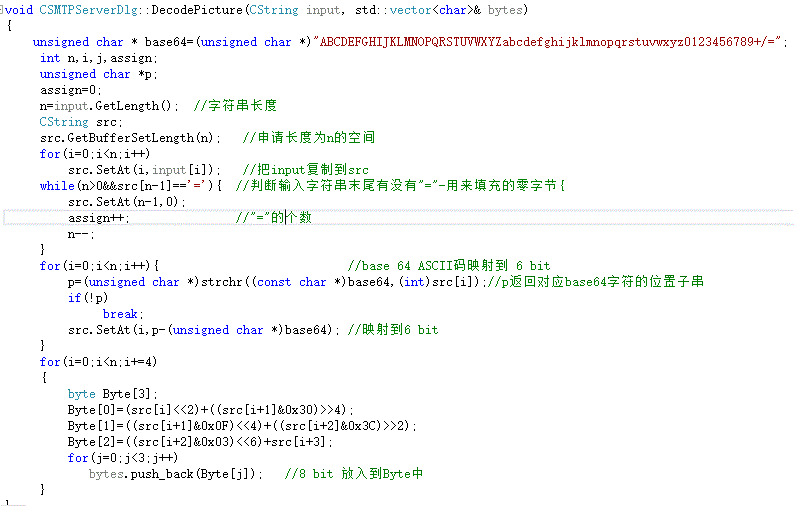 void CSMTPServerDlg::DecodePicture(CString input, std::vector<char>& bytes)
{
unsigned char * base64=(unsigned char *)"ABCDEFGHIJKLMNOPQRSTUVWXYZabcdefghijklmnopqrstuvwxyz0123456789+/=";
int n,i,j,assign;
unsigned char *p;
assign=0;
n=input.GetLength(); //字符串长度
CString src;
src.GetBufferSetLength(n); //申请长度为n的空间
for(i=0;i<n;i++)
src.SetAt(i,input[i]); //把input复制到src
while(n>0&&src[n-1]=='='){ //判断输入字符串末尾有没有"="-用来填充的零字节{
src.SetAt(n-1,0);
assign++; //"="的个数
n--;
}
for(i=0;i<n;i++){ //base 64 ASCII码映射到 6 bit
p=(unsigned char *)strchr((const char *)base64,(int)src[i]);//p返回对应base64字符的位置子串
if(!p)
break;
src.SetAt(i,p-(unsigned char *)base64); //映射到6 bit
}
for(i=0;i<n;i+=4)
{
byte Byte[3];
Byte[0]=(src[i]<<2)+((src[i+1]&0x30)>>4);
Byte[1]=((src[i+1]&0x0F)<<4)+((src[i+2]&0x3C)>>2);
Byte[2]=((src[i+2]&0x03)<<6)+src[i+3];
for(j=0;j<3;j++)
bytes.push_back(Byte[j]); //8 bit 放入到Byte中
}
}